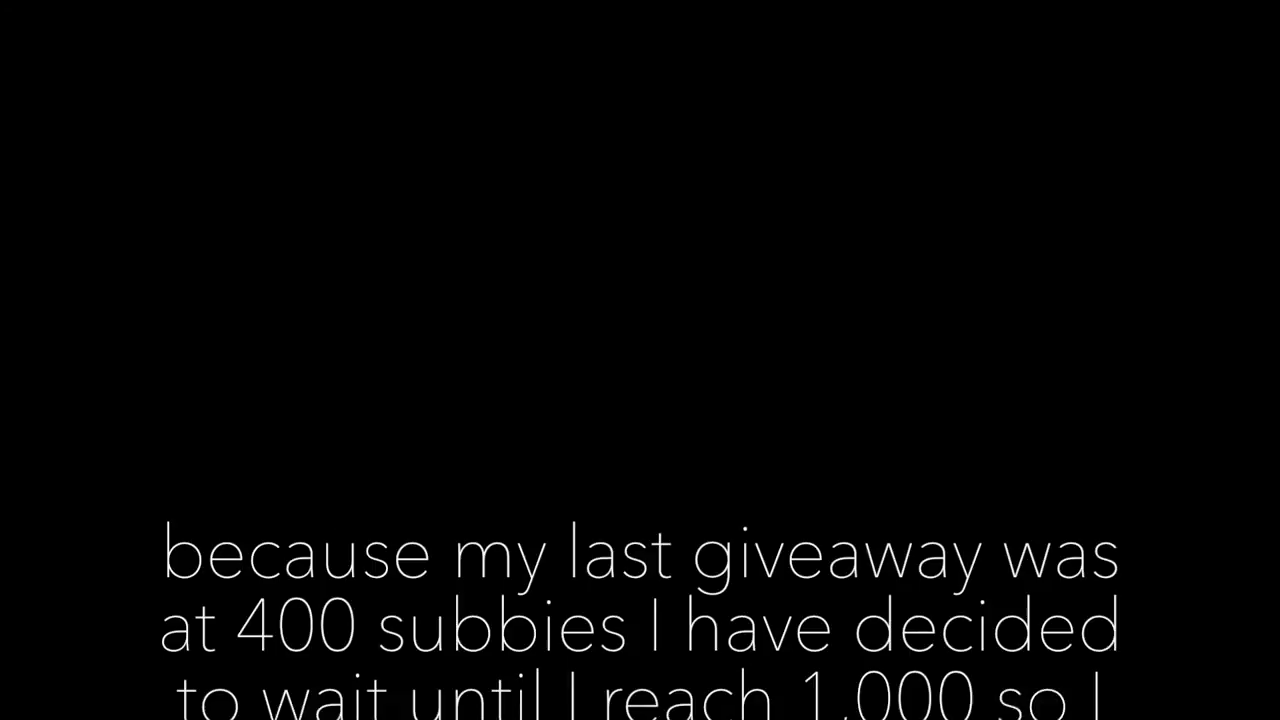 because my last giveaway was
at 400 subbies I have decided
to wait until I reach 1,000 so I